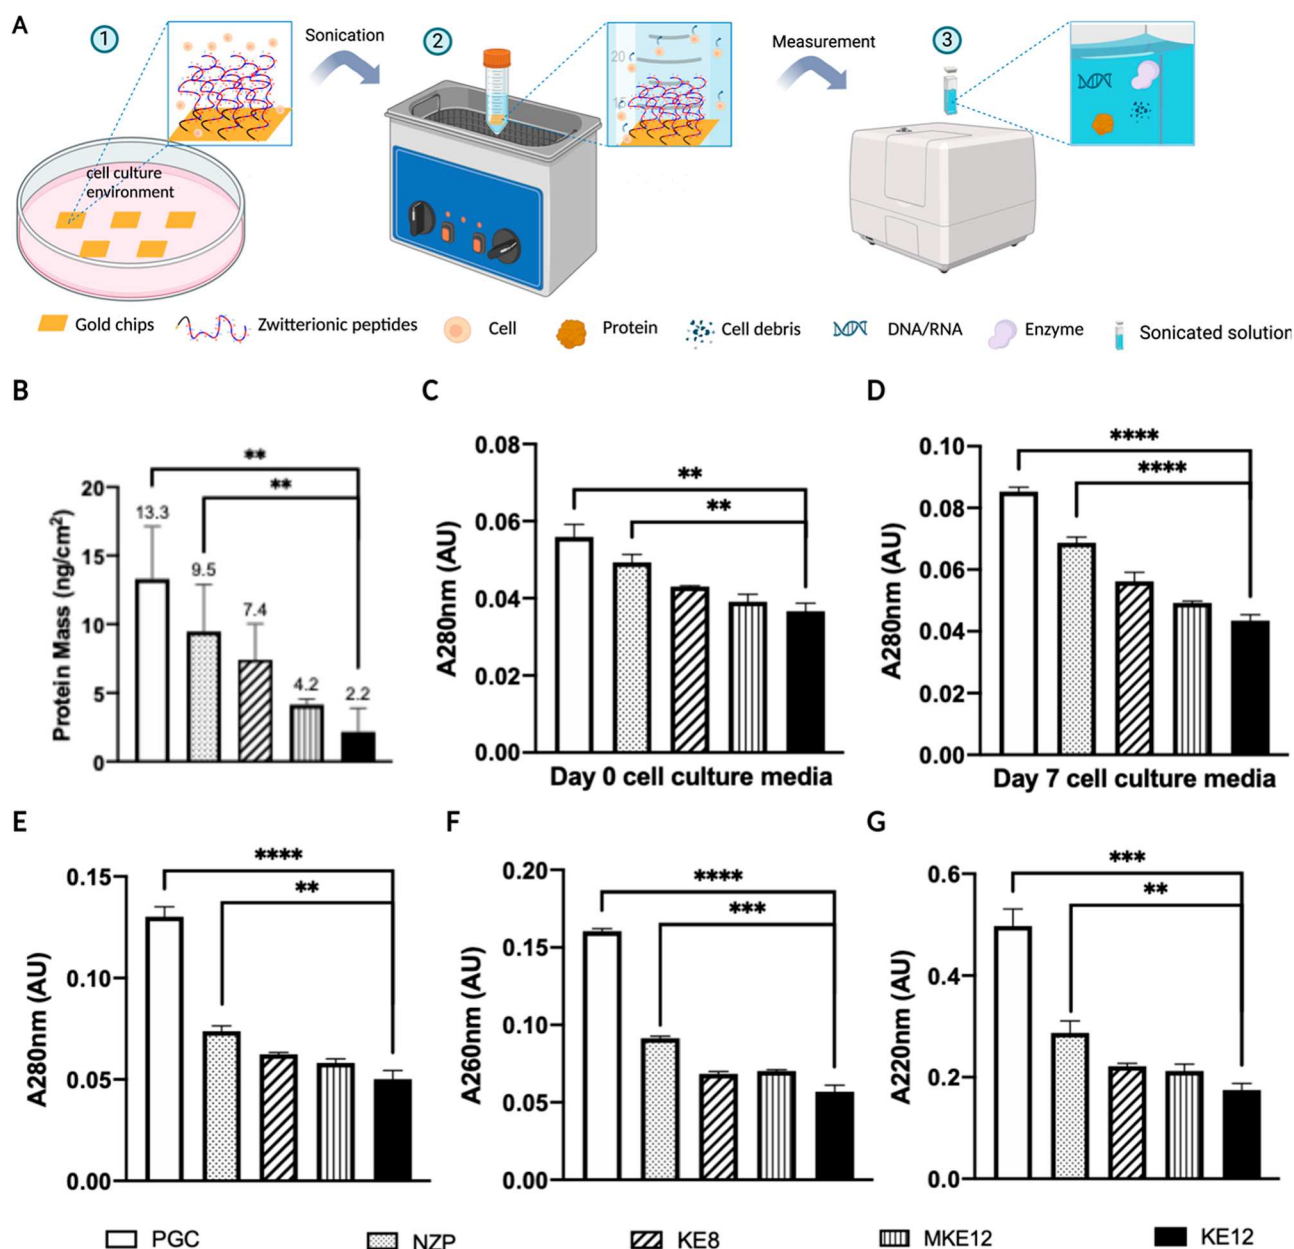 A
1
Sonication
2
Measurement
3
20
cell culture
environment
Gold chips
Zwitterionic peptides
Cell
Protein
Cell debris
DNA/RNA
Enzyme
Sonicated solution
B
C
D
Protein Mass (ng/cm²)
20
15
10
5
0
13.3
9.5
7.4
4.2
2.2
**
**
A280nm (AU)
0.08
0.06
0.04
0.02
0.00
**
**
Day 0 cell culture media
A280nm (AU)
0.10
0.08
0.06
0.04
0.02
0.00
****
****
Day 7 cell culture media
E
F
G
A280nm (AU)
0.15
0.10
0.05
0.00
****
**
A260nm (AU)
0.20
0.15
0.10
0.05
0.00
****
***
A220nm (AU)
0.6
0.4
0.2
0.0
***
**
PGC
NZP
KE8
MKE12
KE12